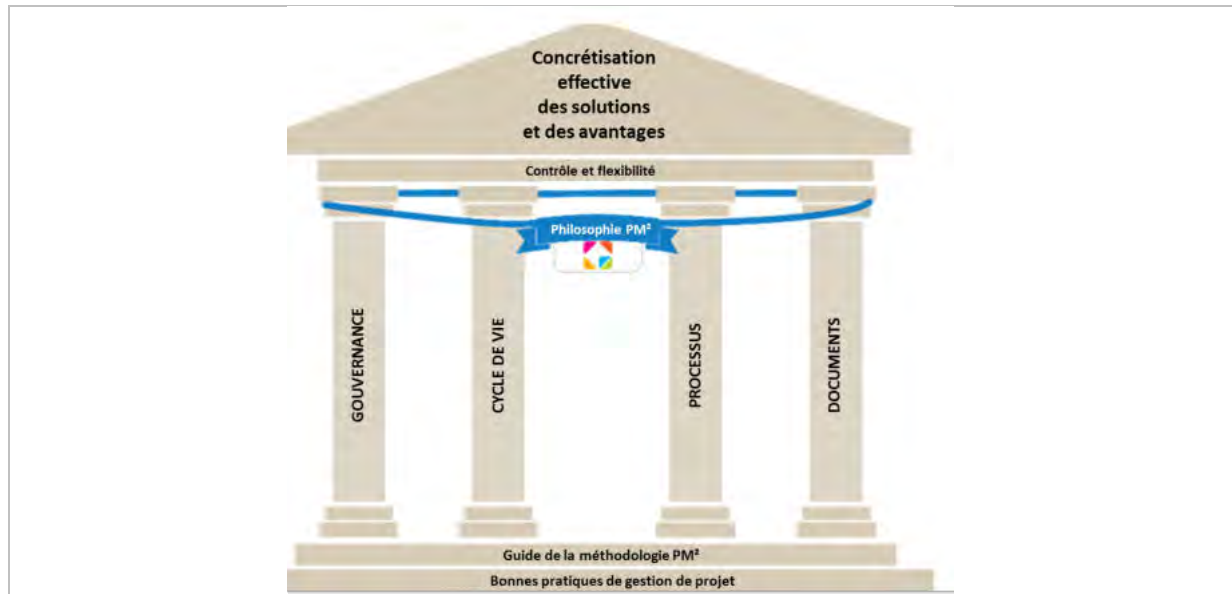 Concrétisation
effective
des solutions
et des avantages
Contrôle et flexibilité
Philosophie PM²
GOUVERNANCE
CYCLE DE VIE
PROCESSUS
DOCUMENTS
Guide de la méthodologie PM²
Bonnes pratiques de gestion de projet